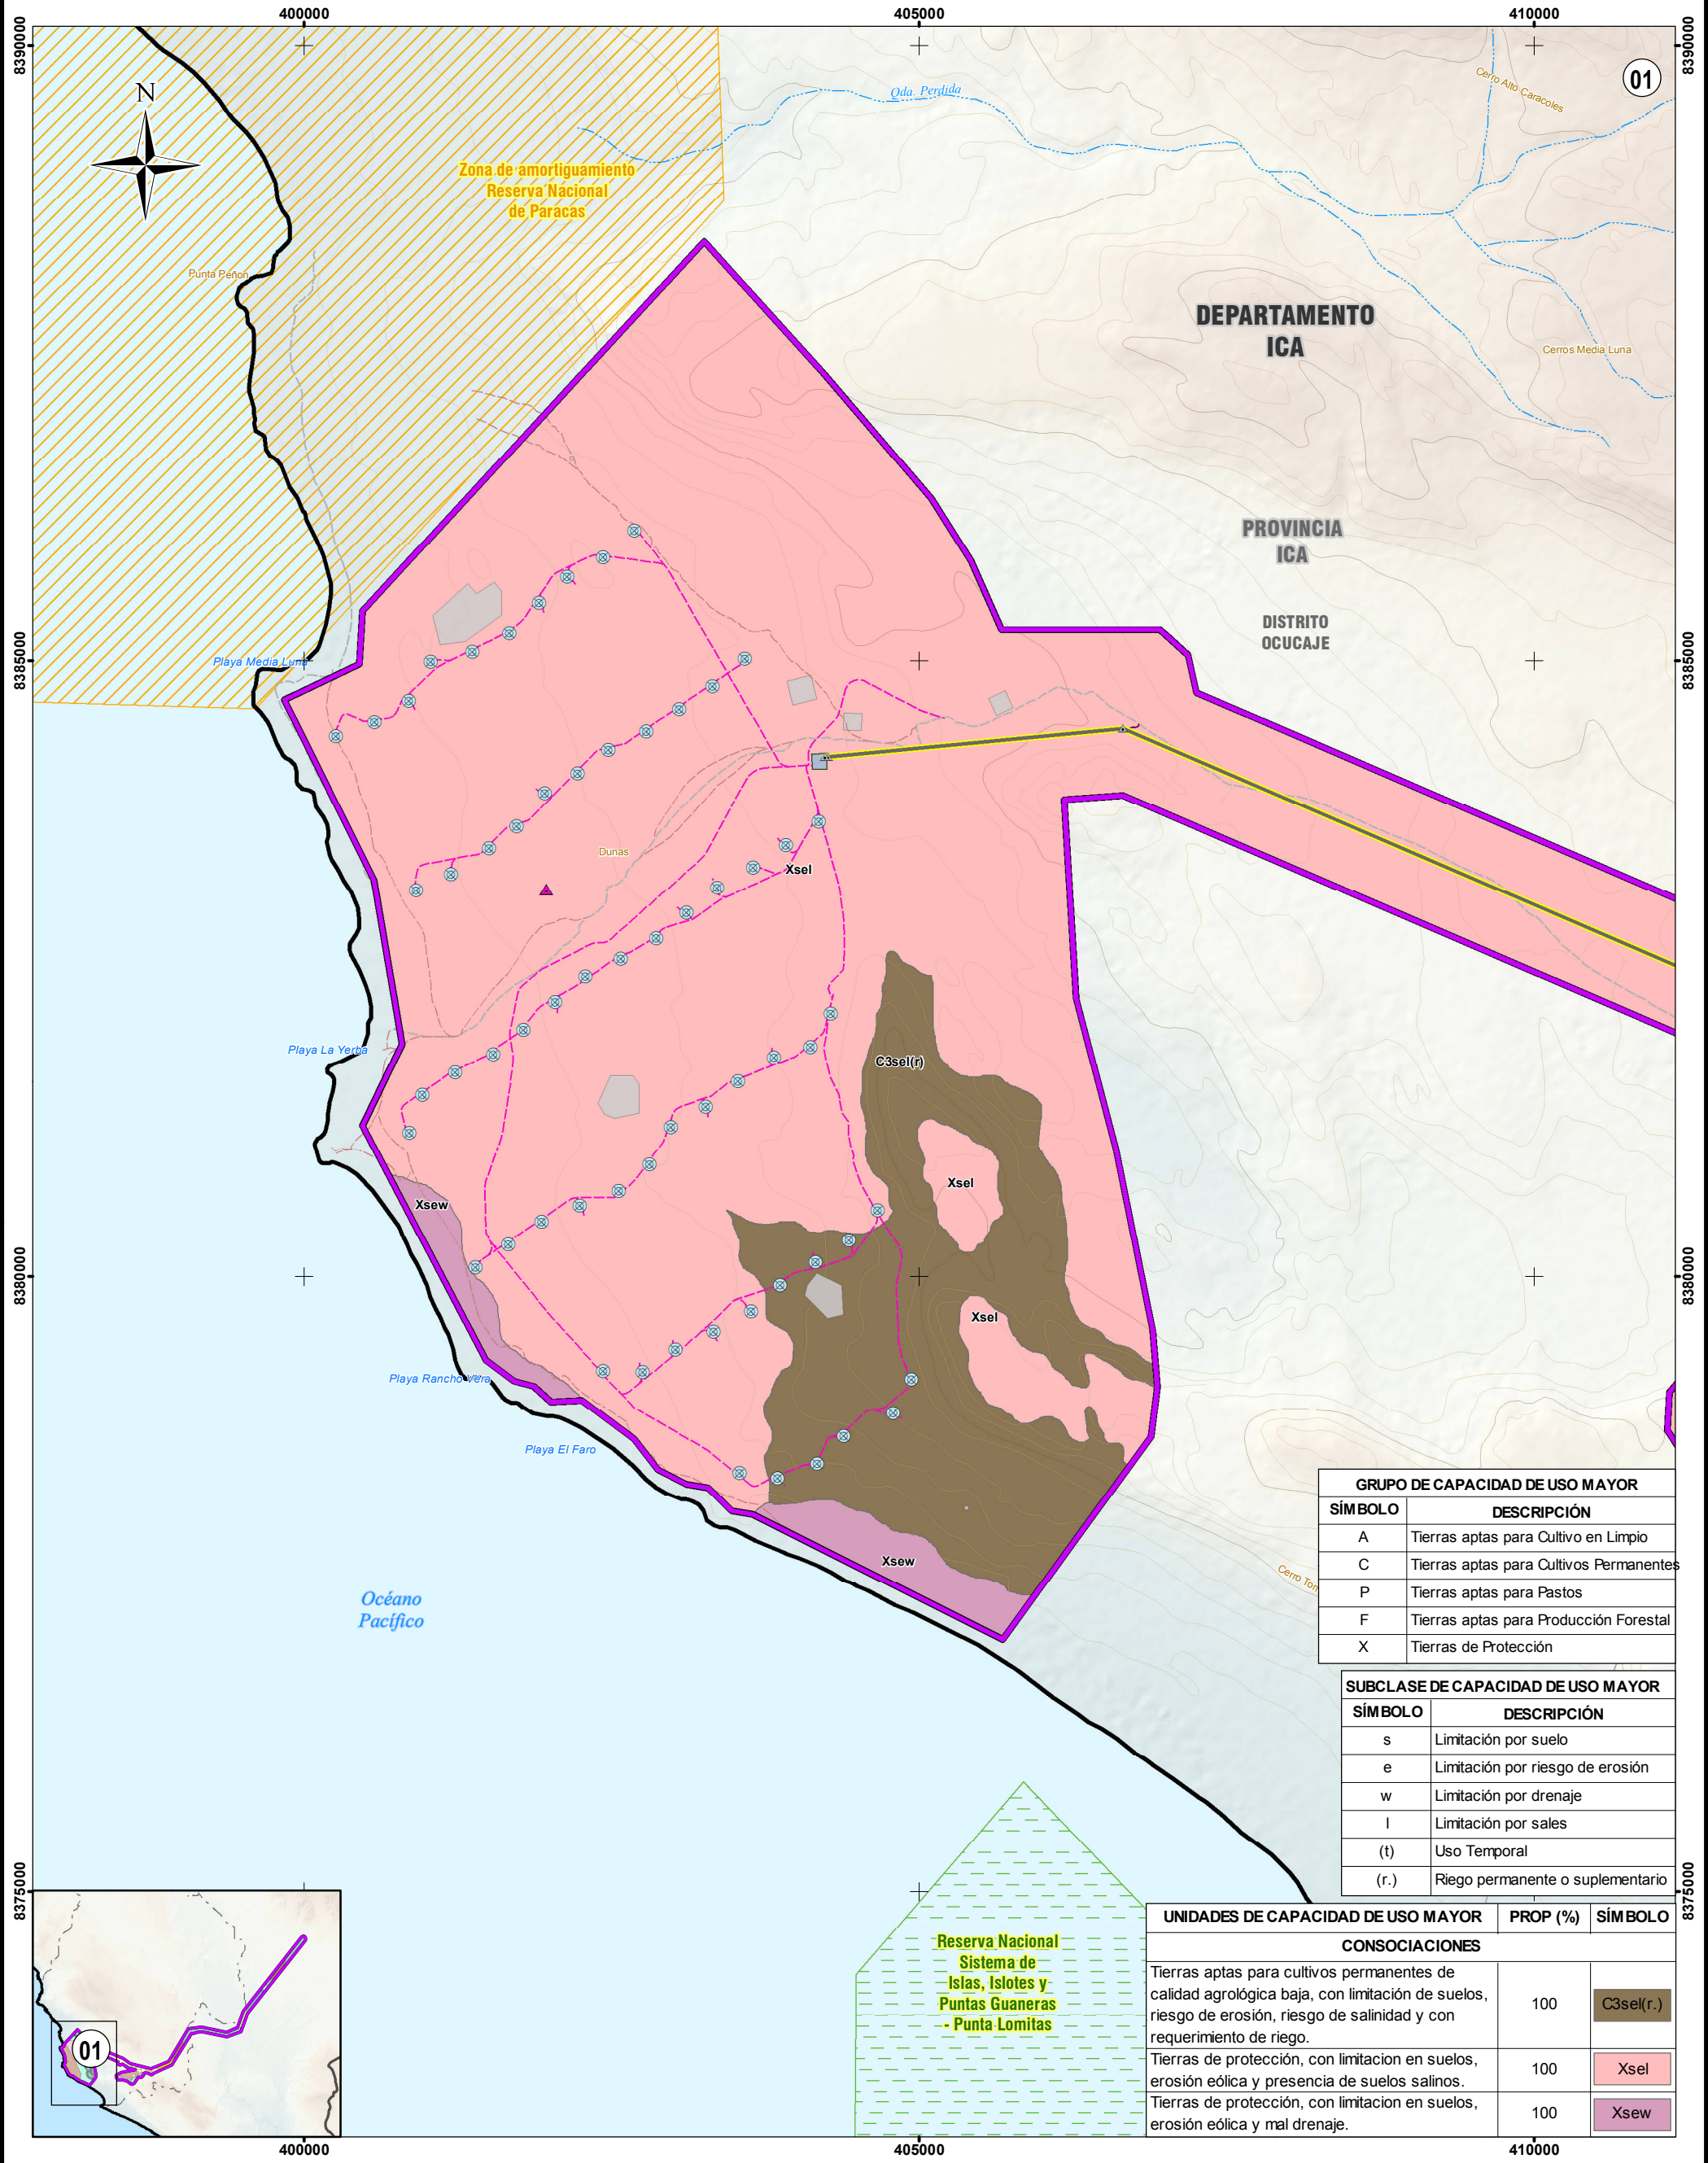 400000
405000
410000
8390000
8390000
01
N
Qda. Perdida
Cerro Alto Caracoles
Zona de amortiguamiento
Reserva Nacional
de Paracas
Punta Peñon
DEPARTAMENTO
ICA
Cerros Media Luna
PROVINCIA
ICA
DISTRITO
OCUCAJE
8385000
8385000
Playa Media Luna
Dunas
Xsel
Playa La Yerba
C3sel(r)
Xsel
Xsew
8380000
8380000
Xsel
Playa Rancho Vera
Playa El Faro
Xsew
Océano
Pacífico
GRUPO DE CAPACIDAD DE USO MAYOR
SÍMBOLO DESCRIPCIÓN
A Tierras aptas para Cultivo en Limpio
C Tierras aptas para Cultivos Permanentes
P Tierras aptas para Pastos
F Tierras aptas para Producción Forestal
X Tierras de Protección
SUBCLASE DE CAPACIDAD DE USO MAYOR
SÍMBOLO DESCRIPCIÓN
s Limitación por suelo
e Limitación por riesgo de erosión
w Limitación por drenaje
l Limitación por sales
(t) Uso Temporal
(r.) Riego permanente o suplementario
8375000
8375000
Reserva Nacional
Sistema de
Islas, Islotes y
Puntas Guaneras
- Punta Lomitas
UNIDADES DE CAPACIDAD DE USO MAYOR PROP (%) SÍMBOLO
CONSOCIACIONES
Tierras aptas para cultivos permanentes de
calidad agrológica baja, con limitación de suelos,
riesgo de erosión, riesgo de salinidad y con
requerimiento de riego.
100 C3sel(r.)
Tierras de protección, con limitacion en suelos,
erosión eólica y presencia de suelos salinos.
100 Xsel
Tierras de protección, con limitacion en suelos,
erosión eólica y mal drenaje.
100 Xsew
01
400000
405000
410000